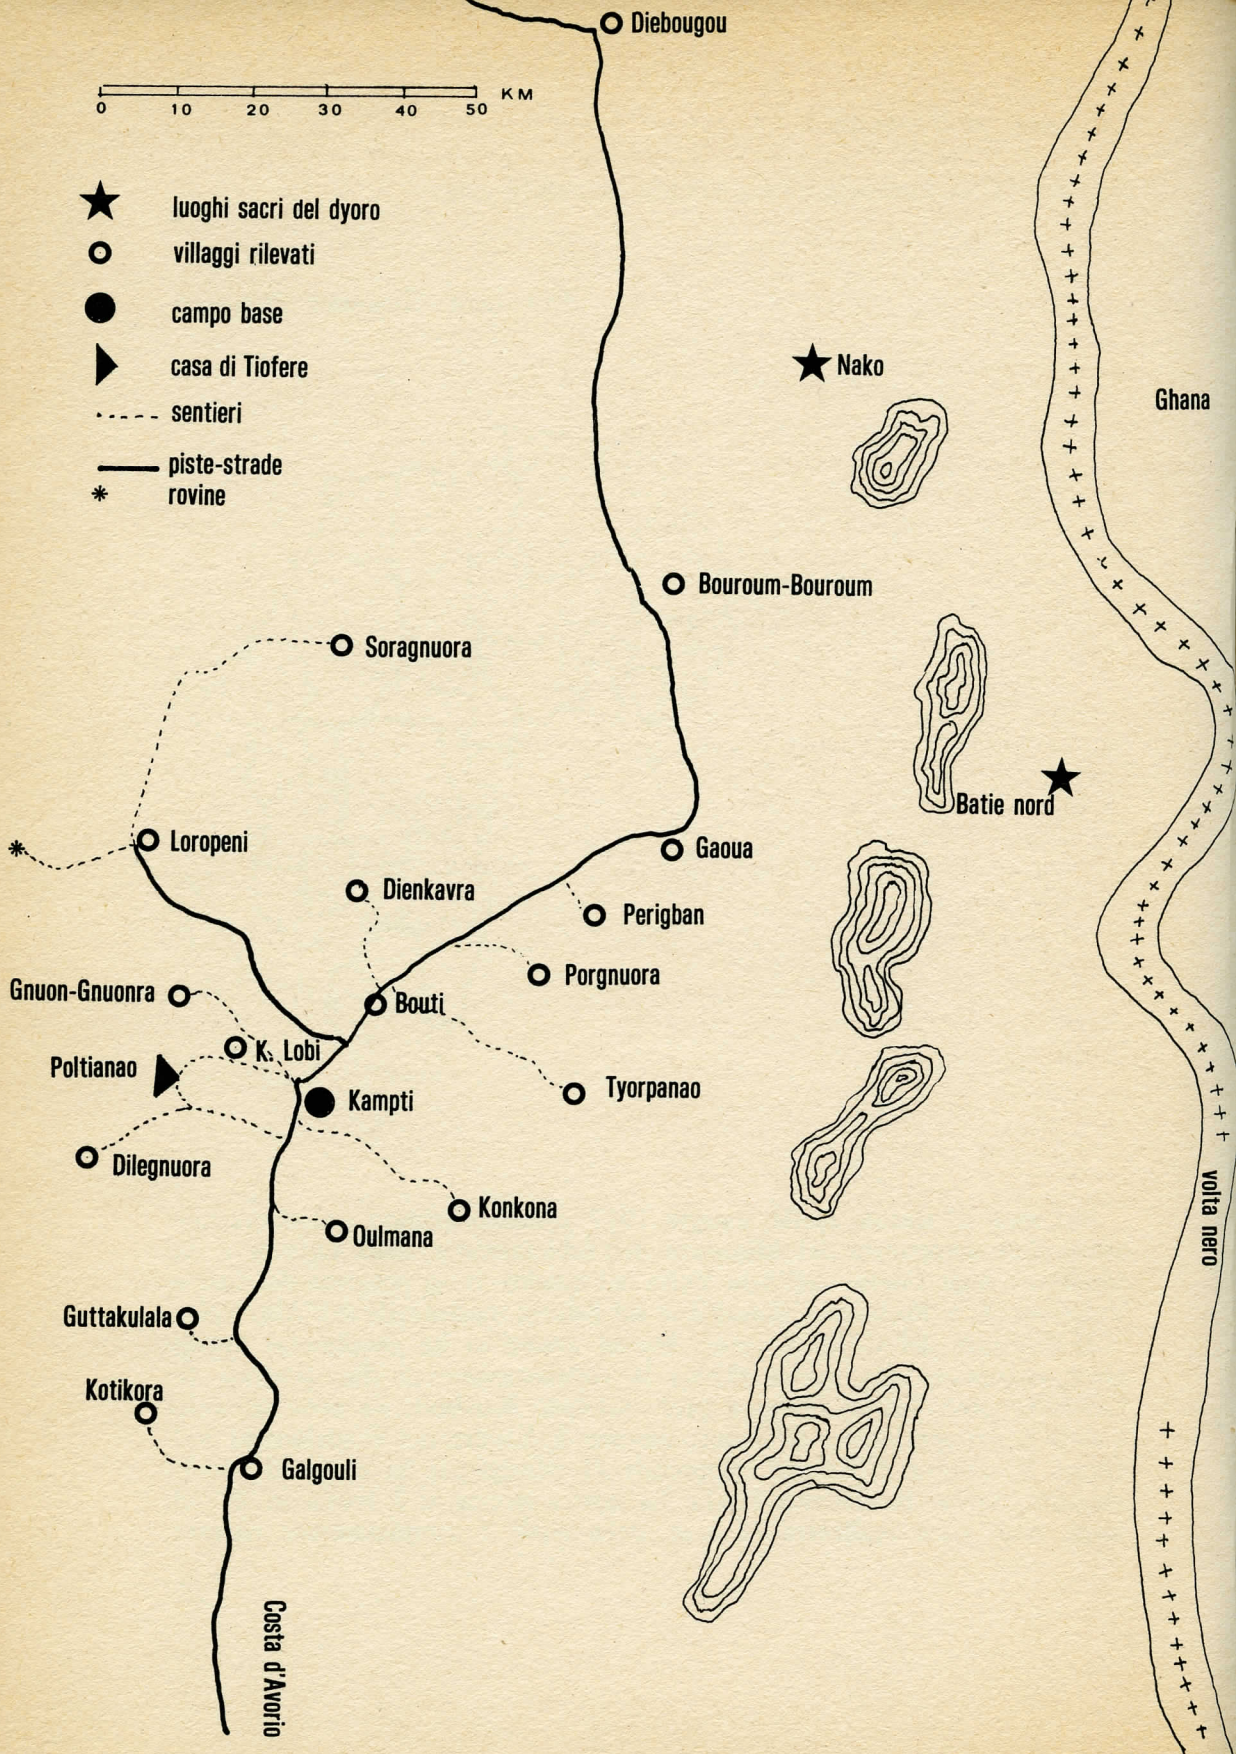 Diebougou
KM
0 10 20 30 40 50
luoghi sacri del dyoro
villaggi rilevati
campo base
casa di Tiofere
sentieri
piste-strade
rovine
Nako
Ghana
Bouroum-Bouroum
Soragnuora
Batie nord
Loropeni
Gaoua
Dienkavra
Perigban
Porgnuora
Gnuon-Gnuonra
Bouti
K. Lobi
Poltianao
Tyorpanao
Kampti
Dilegnuora
Konkona
Oulmana
volta nero
Guttakulala
Kotikora
Galgouli
Costa d'Avorio